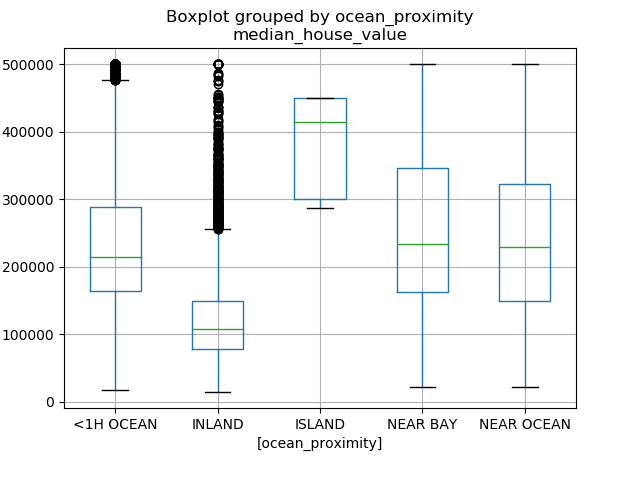 Boxplot grouped by ocean_proximity
median_house_value
500000
400000
300000
200000
100000
0
<1H OCEAN INLAND ISLAND NEAR BAY NEAR OCEAN
[ocean_proximity]